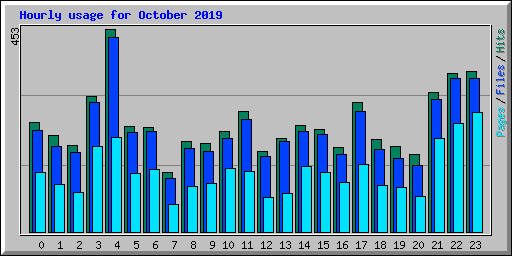 Hourly usage for October 2019
453
Pages/Files/Hits
0 1 2 3 4 5 6 7 8 9 10 11 12 13 14 15 16 17 18 19 20 21 22 23